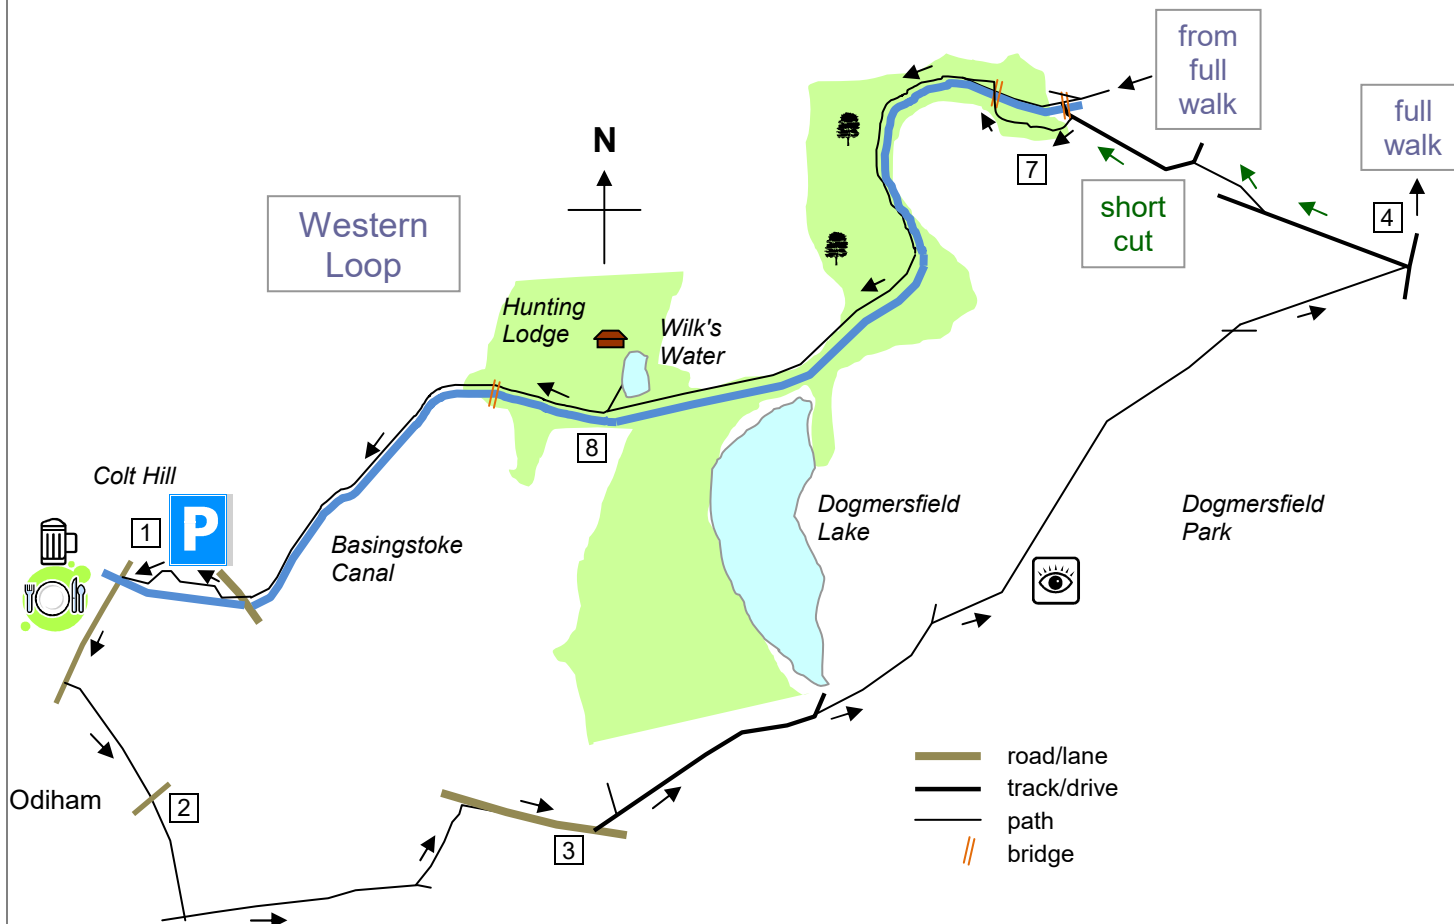 from
full
walk
full
walk
N
7
4
short
cut
Western
Loop
Hunting
Lodge
Wilk's
Water
8
Colt Hill
1
P
Basingstoke
Canal
Dogmersfield
Lake
Dogmersfield
Park
Odiham
2
3
road/lane
track/drive
path
bridge